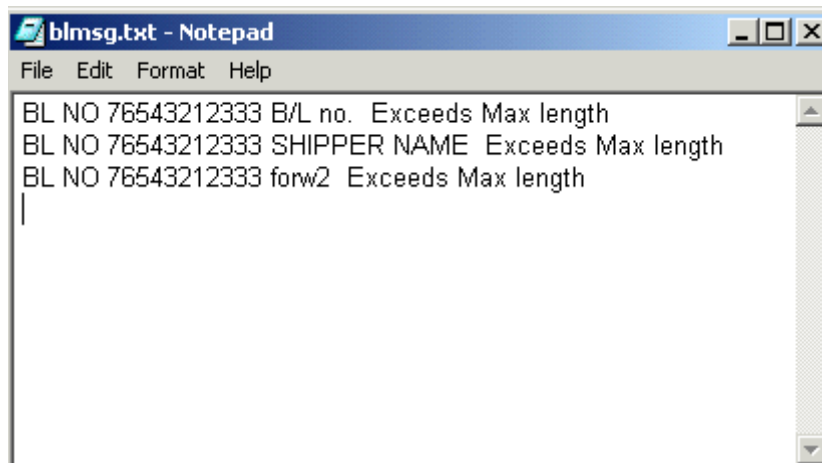 blmsg.txt - Notepad
File Edit Format Help
BL NO 76543212333 B/L no.  Exceeds Max length
BL NO 76543212333 SHIPPER NAME  Exceeds Max length
BL NO 76543212333 forw2  Exceeds Max length